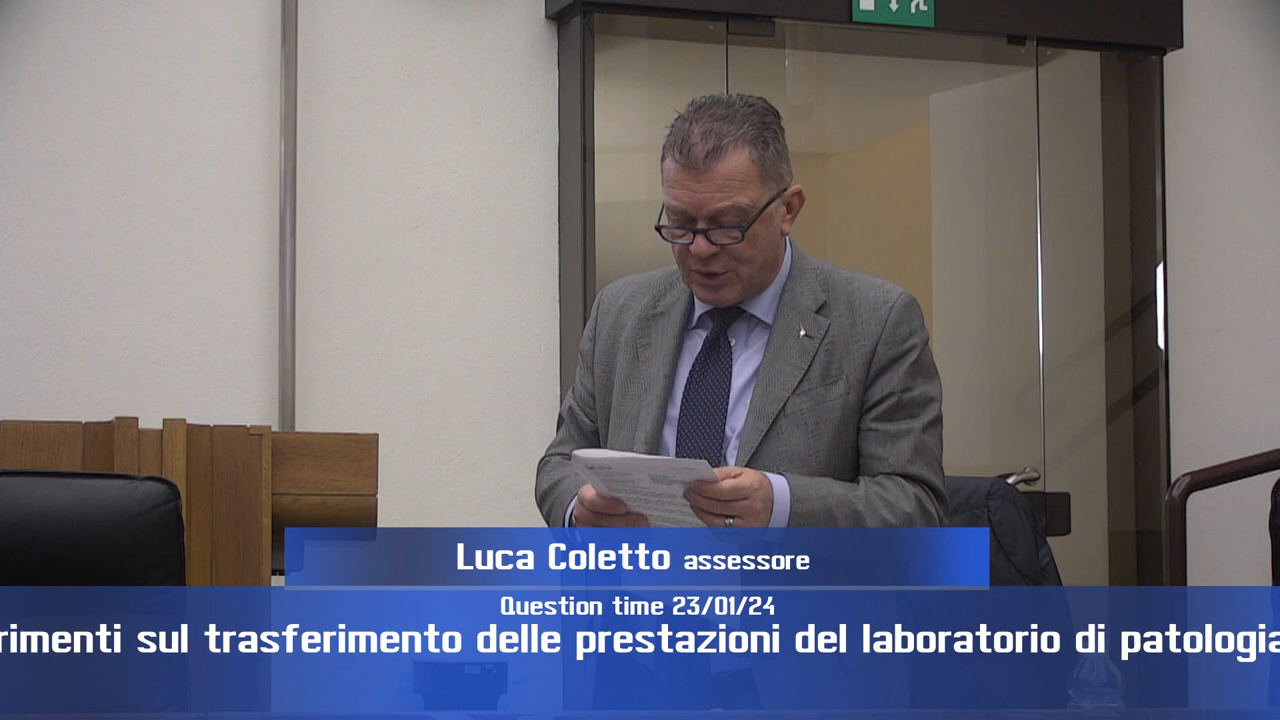 Luca Coletto assessore
Question time 23/01/24
rimenti sul trasferimento delle prestazioni del laboratorio di patologia